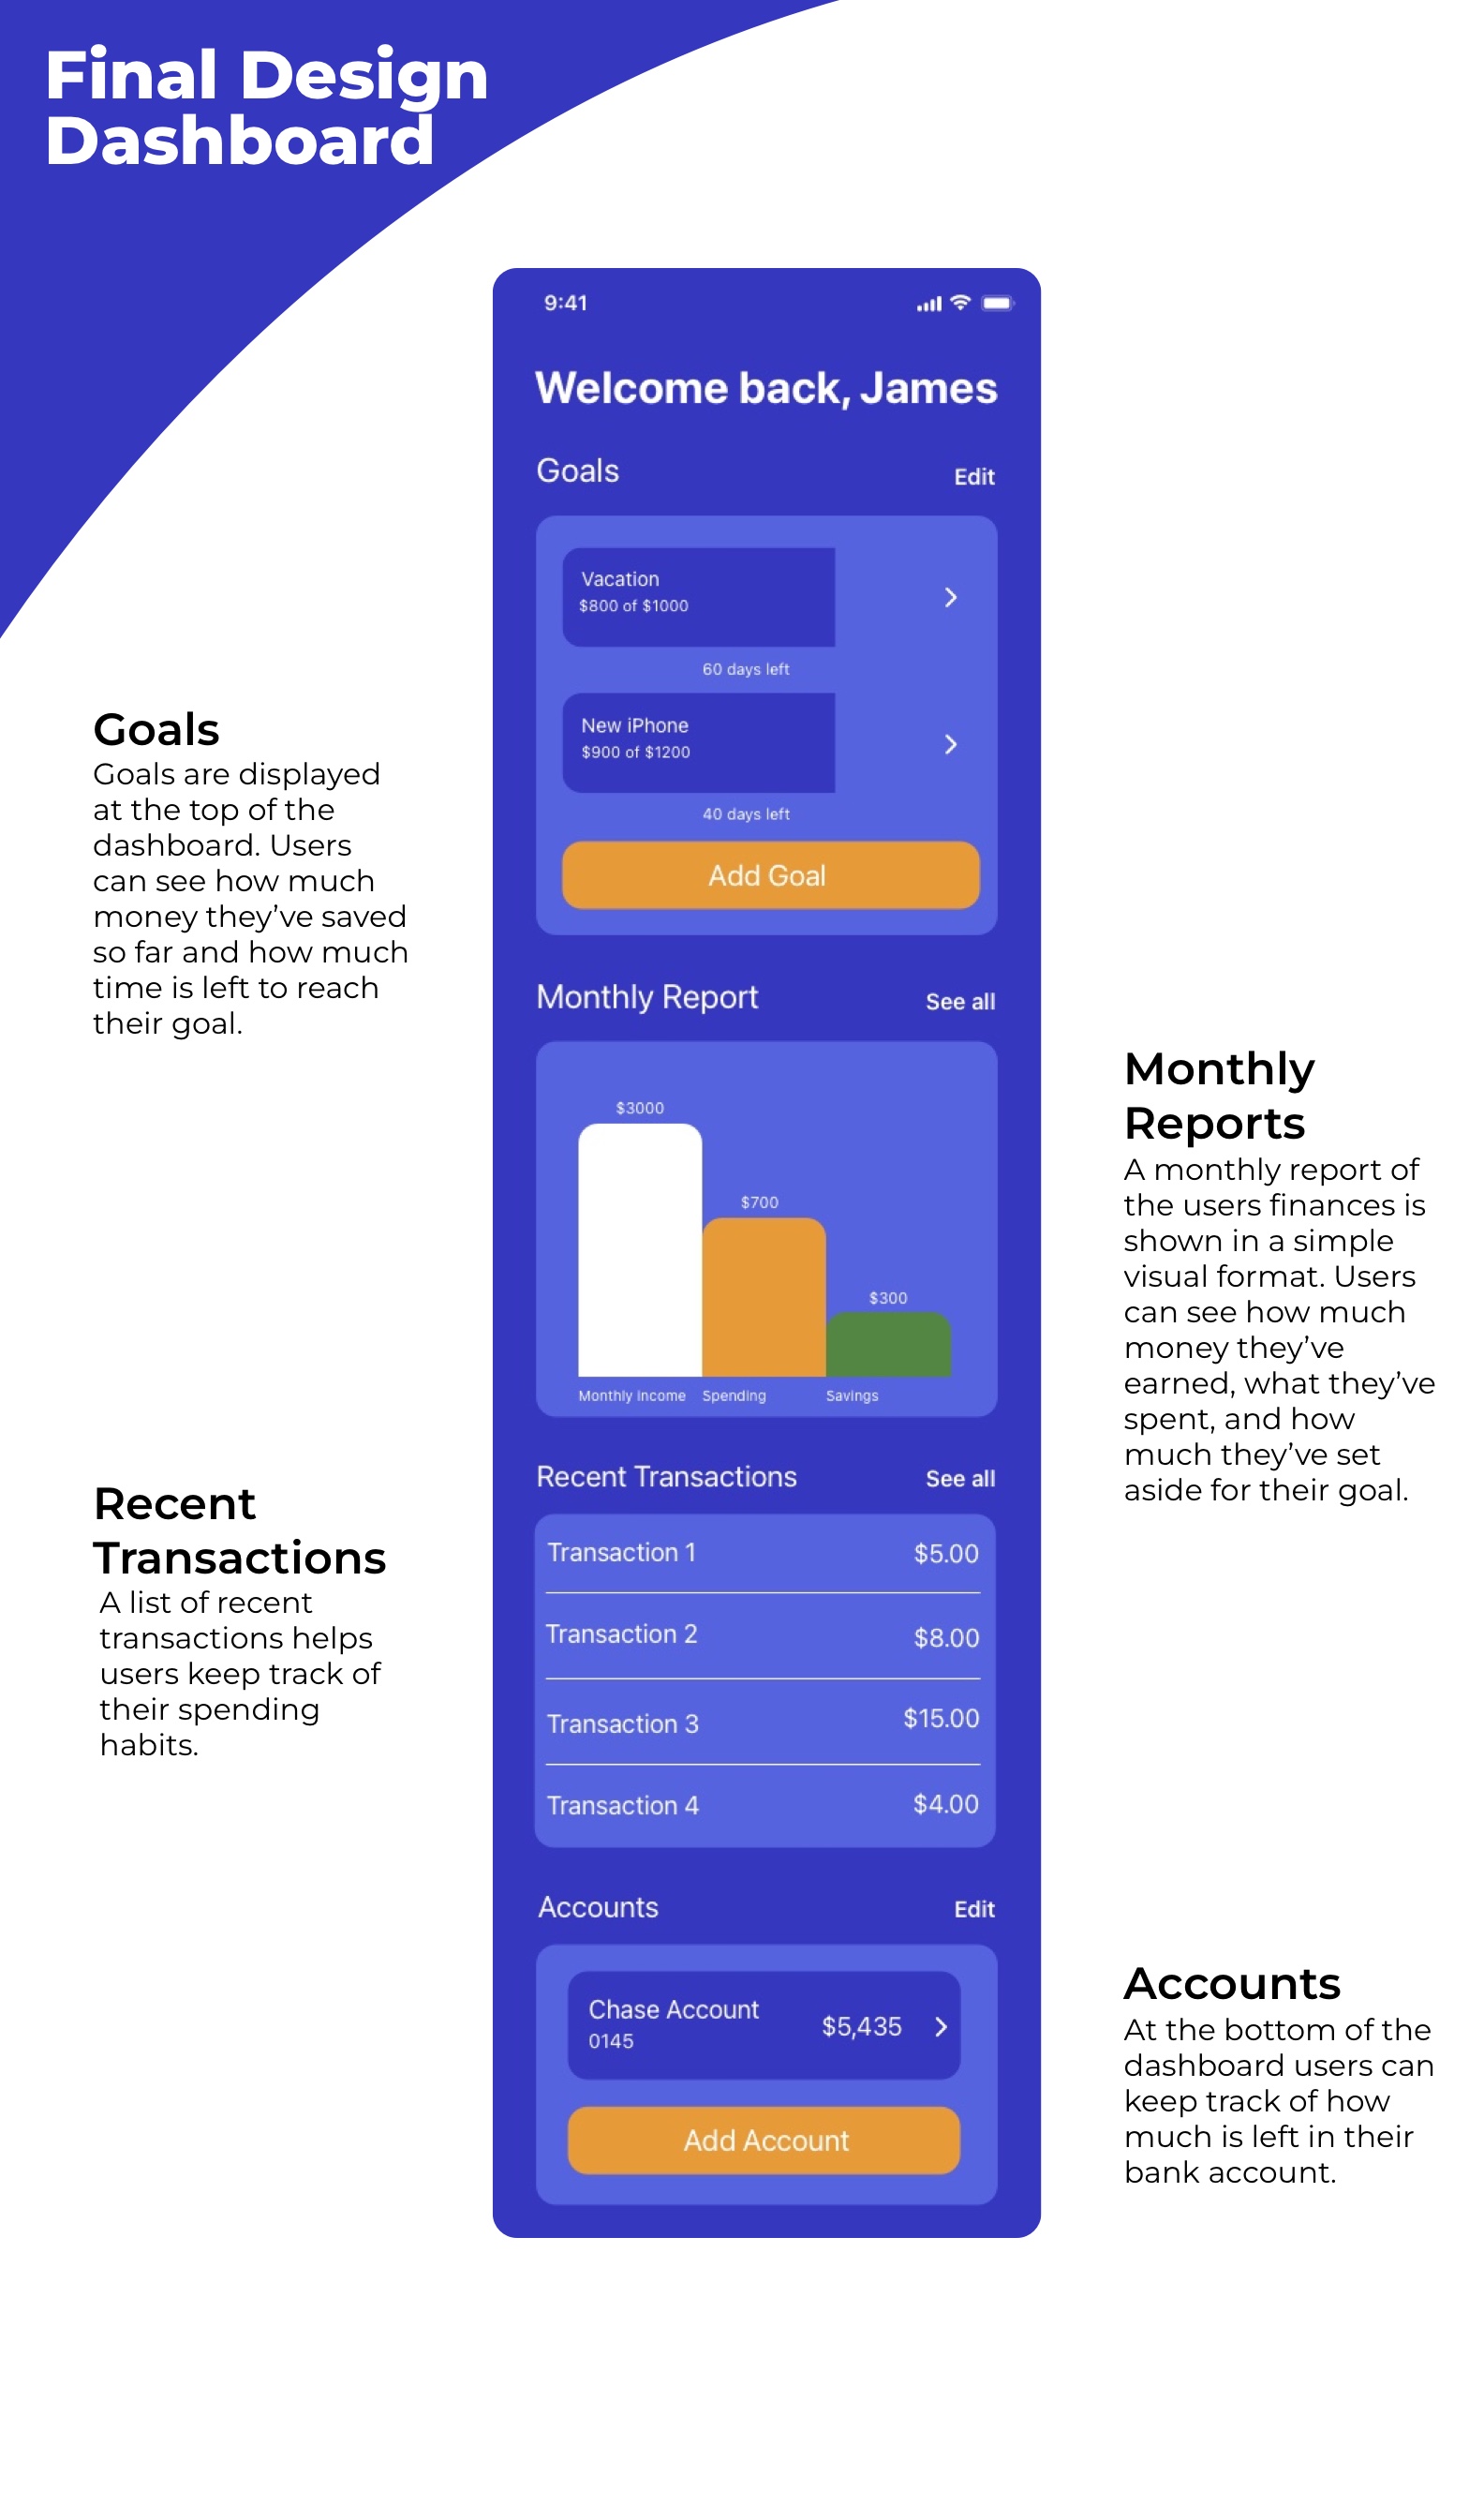 Final Design
Dashboard
9:41
Welcome back, James
Goals
Edit
Vacation
$800 of $1000
60 days left
New iPhone
$900 of $1200
40 days left
Add Goal
Goals
Goals are displayed
at the top of the
dashboard. Users
can see how much
money they’ve saved
so far and how much
time is left to reach
their goal.
Monthly Report
See all
$3000
$700
$300
Monthly income
Spending
Savings
Monthly
Reports
A monthly report of
the users finances is
shown in a simple
visual format. Users
can see how much
money they’ve
earned, what they’ve
spent, and how
much they’ve set
aside for their goal.
Recent Transactions
See all
Transaction 1
$5.00
Transaction 2
$8.00
Transaction 3
$15.00
Transaction 4
$4.00
Recent
Transactions
A list of recent
transactions helps
users keep track of
their spending
habits.
Accounts
Edit
Chase Account
0145
$5,435
Add Account
Accounts
At the bottom of the
dashboard users can
keep track of how
much is left in their
bank account.